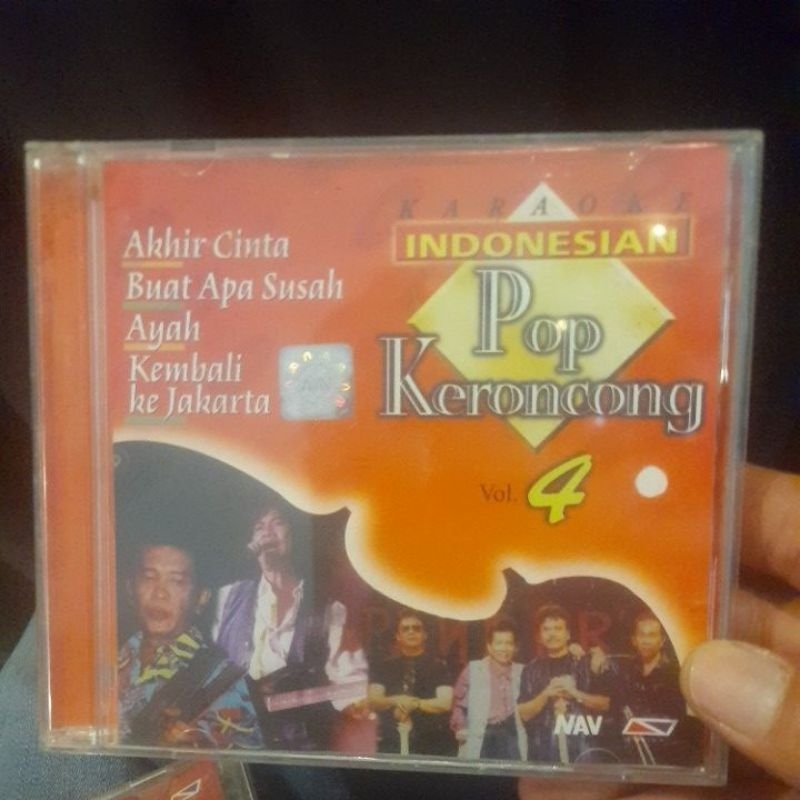 Akhir Cinta
Buat Apa Susah
Ayah
Kembali
ke Jakarta
KARAOKE
INDONESIAN
Pop
Keroncong
Vol. 4
NAV